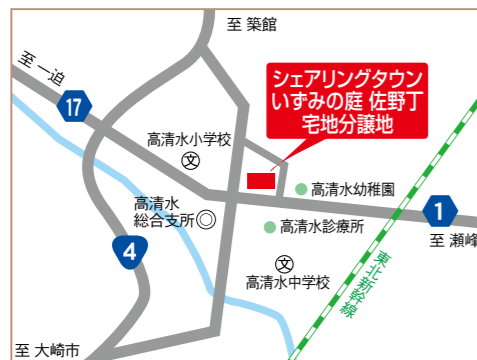 至 築館
至 一迫
17
シェアリングタウン
いずみの庭 佐野丁
宅地分譲地
高清水小学校
文
高清水幼稚園
高清水
総合支所
1
高清水診療所
至 瀬峰
4
文
高清水中学校
東北新幹線
至 大崎市